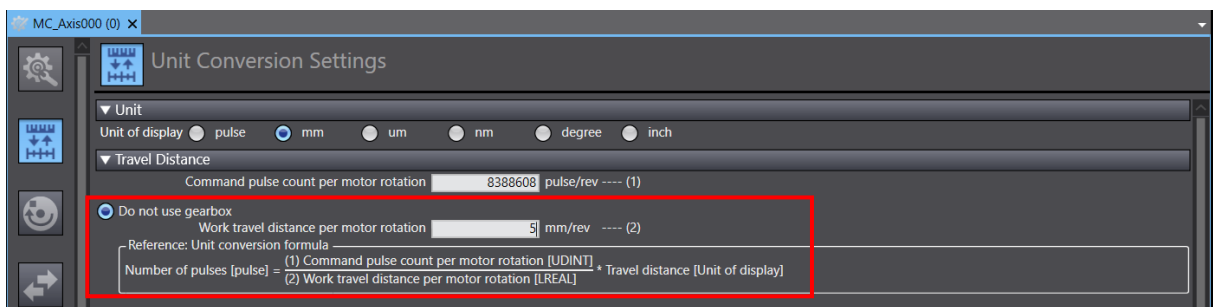 MC_Axis000 (0) ×
Unit Conversion Settings
▼ Unit
Unit of display pulse mm um nm degree inch
▼ Travel Distance
Command pulse count per motor rotation 8388608 pulse/rev ---- (1)
Do not use gearbox
Work travel distance per motor rotation 5 mm/rev ---- (2)
Reference: Unit conversion formula
Number of pulses [pulse] = (1) Command pulse count per motor rotation [UDINT] * Travel distance [Unit of display]
(2) Work travel distance per motor rotation [LREAL]